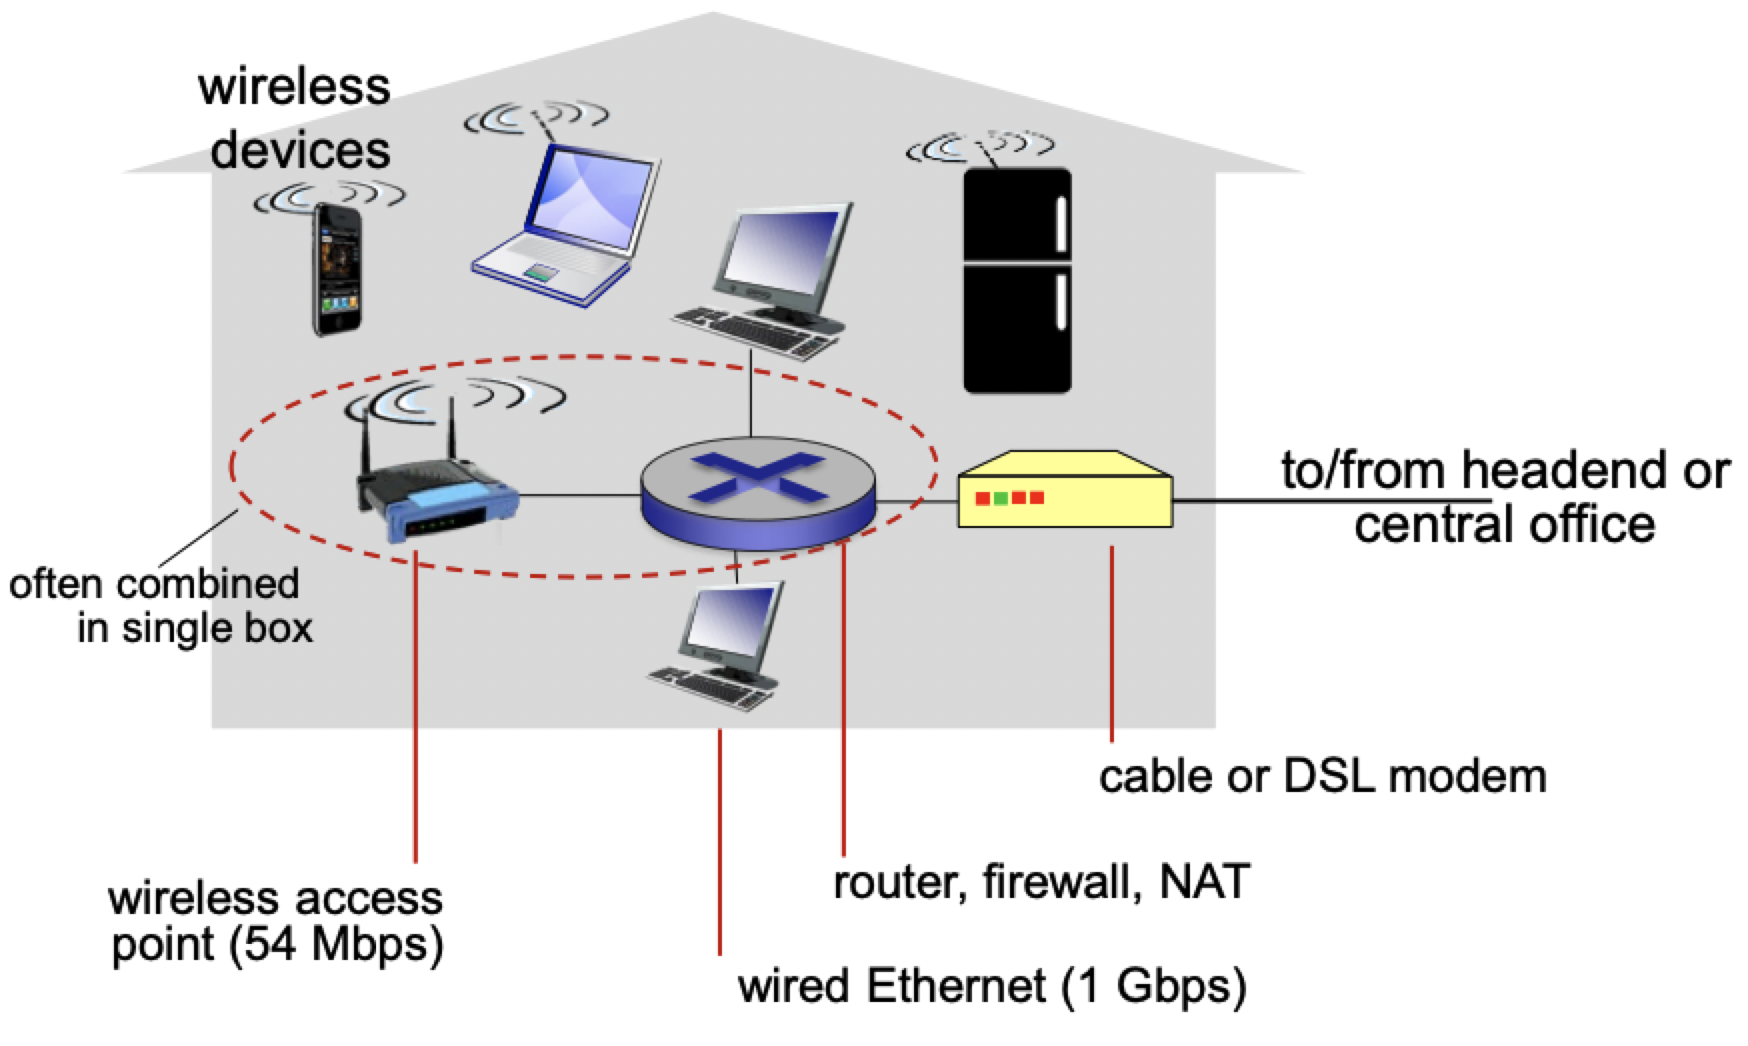 wireless
devices
to/from headend or
central office
often combined
in single box
cable or DSL modem
router, firewall, NAT
wireless access
point (54 Mbps)
wired Ethernet (1 Gbps)